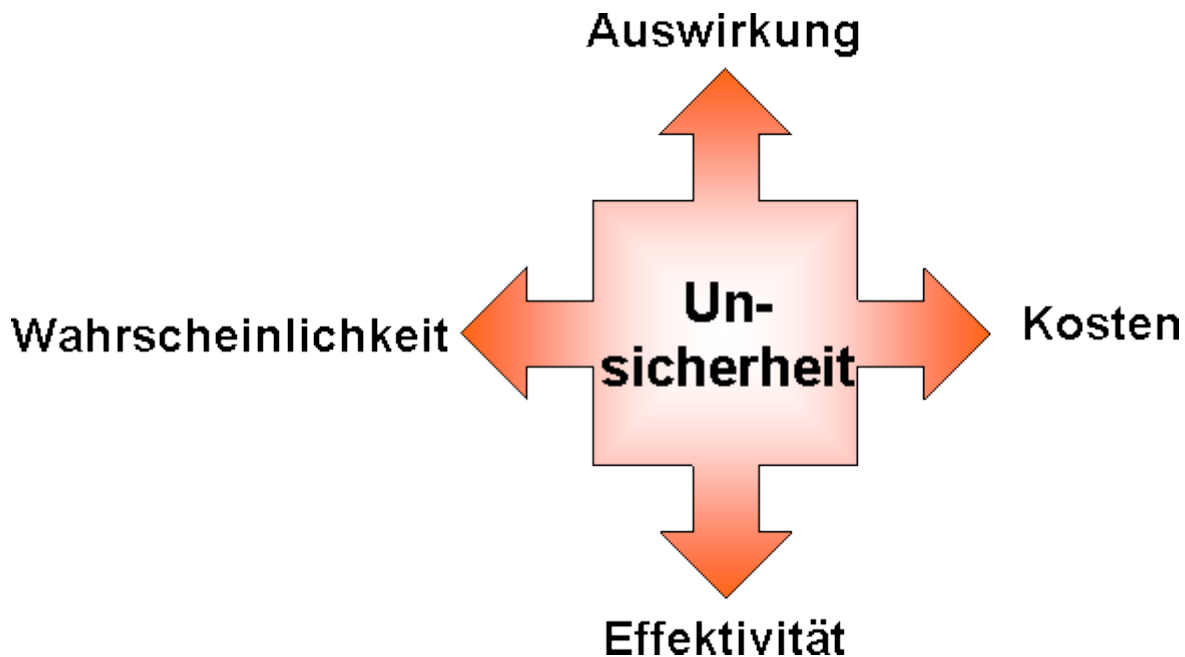 Auswirkung
Wahrscheinlichkeit
Un-
sicherheit
Kosten
Effektivität